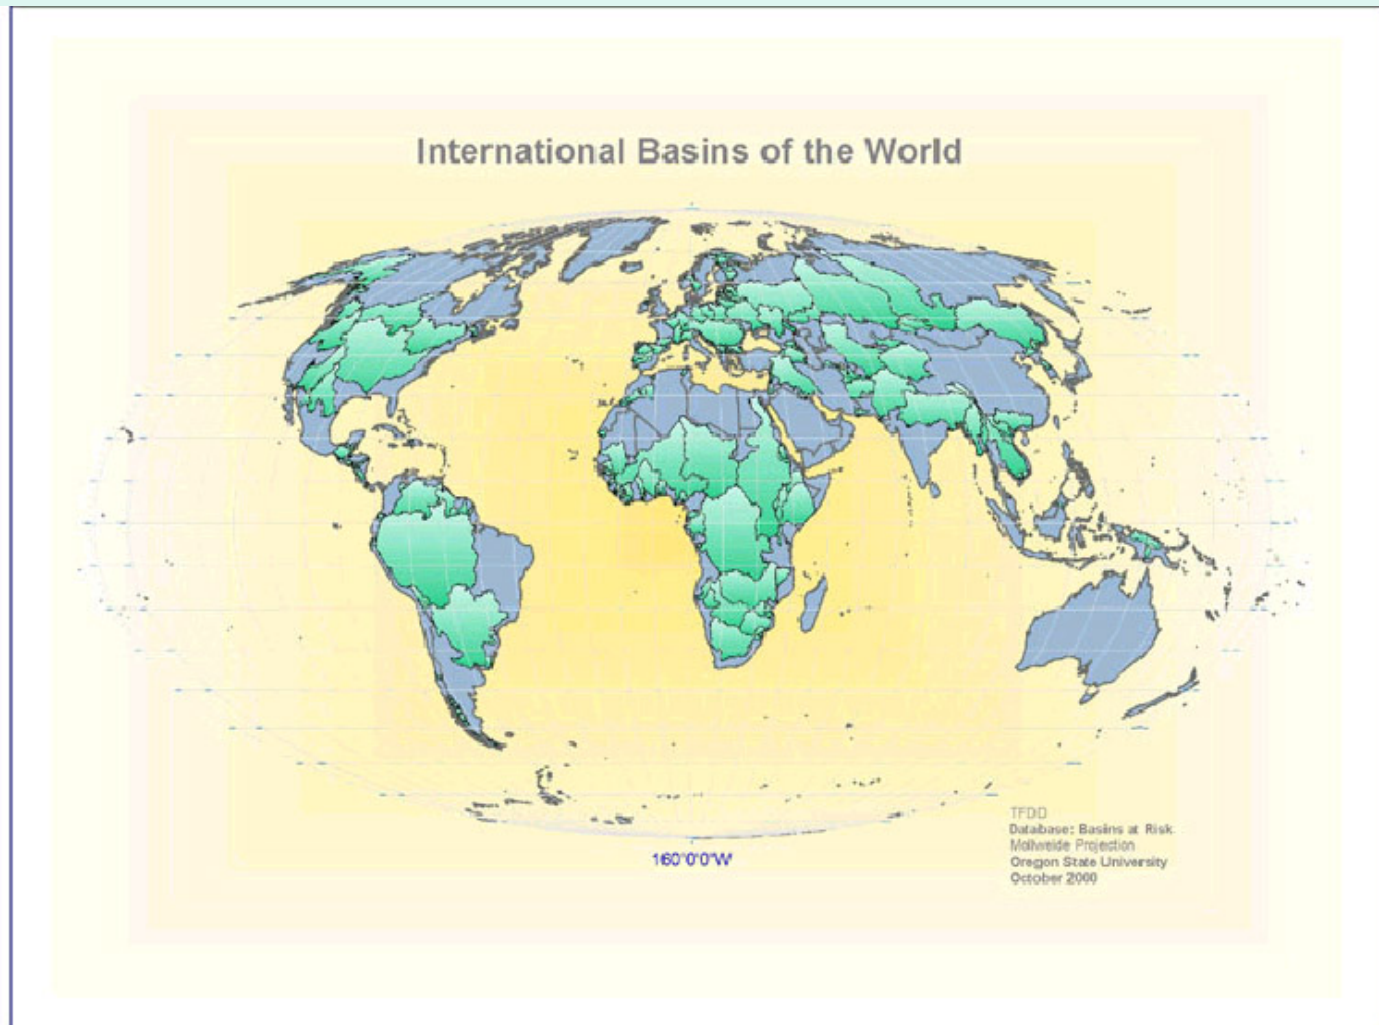 International Basins of the World
160°0'0"W
TFDD
Database: Basins at Risk
Mollweide Projection
Oregon State University
October 2000